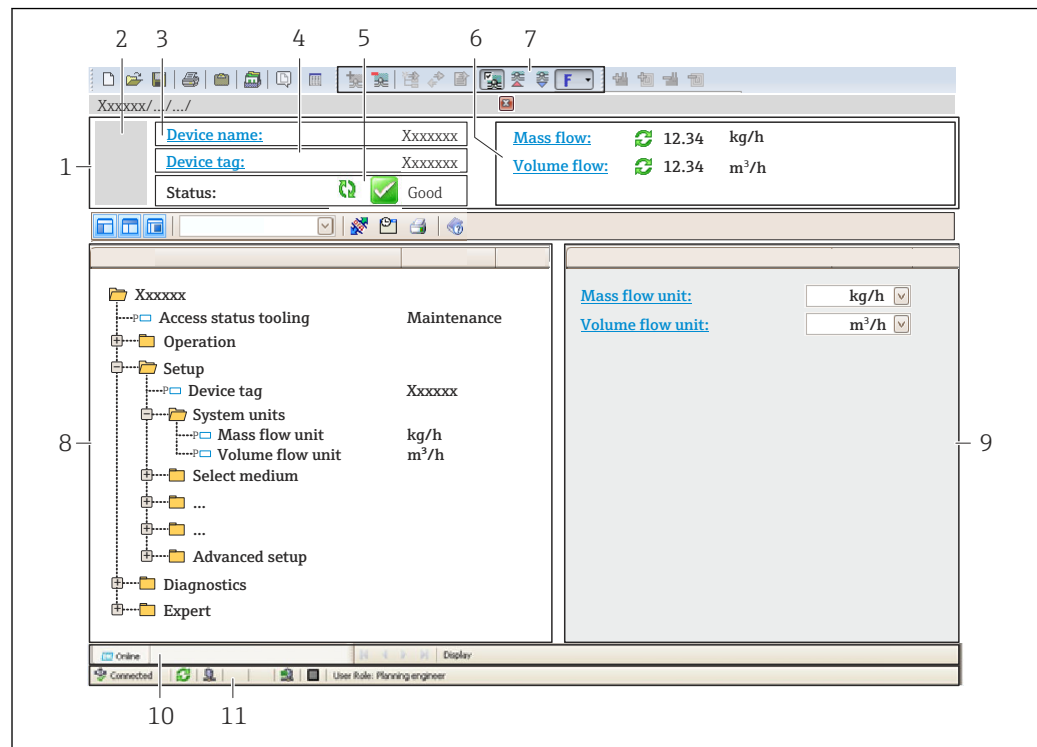 2 3 4 5 6 7
F
Xxxxxx/.../.../
1
Device name: Xxxxxxx
Device tag: Xxxxxxx
Status: Good
Mass flow: 12.34 kg/h
Volume flow: 12.34 m³/h
Xxxxxx
P Access status tooling Maintenance
Operation
Setup
P Device tag Xxxxxx
System units
P Mass flow unit kg/h
P Volume flow unit m³/h
Select medium
...
...
Advanced setup
Diagnostics
Expert
8
Mass flow unit: kg/h
Volume flow unit: m³/h
9
Online Display
Connected User Role: Planning engineer
10 11